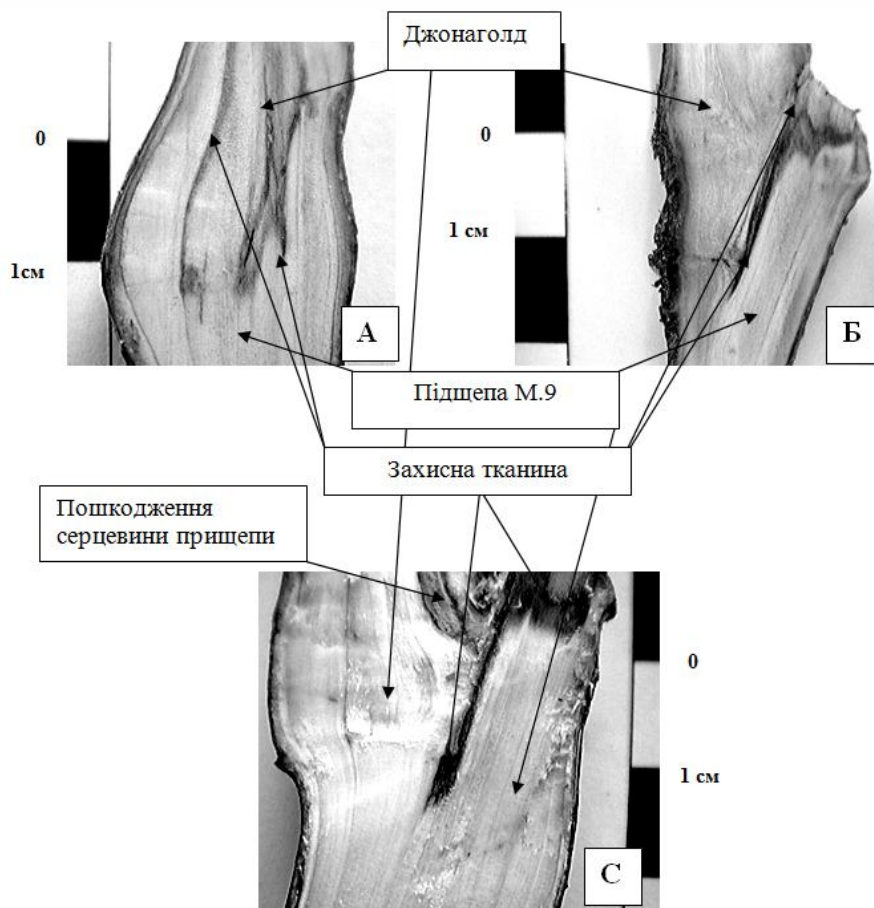 Джонаголд
0
0
1 см
1см
А
Б
Підщепа М.9
Захисна тканина
Пошкодження
серцевини прищепи
0
1 см
С